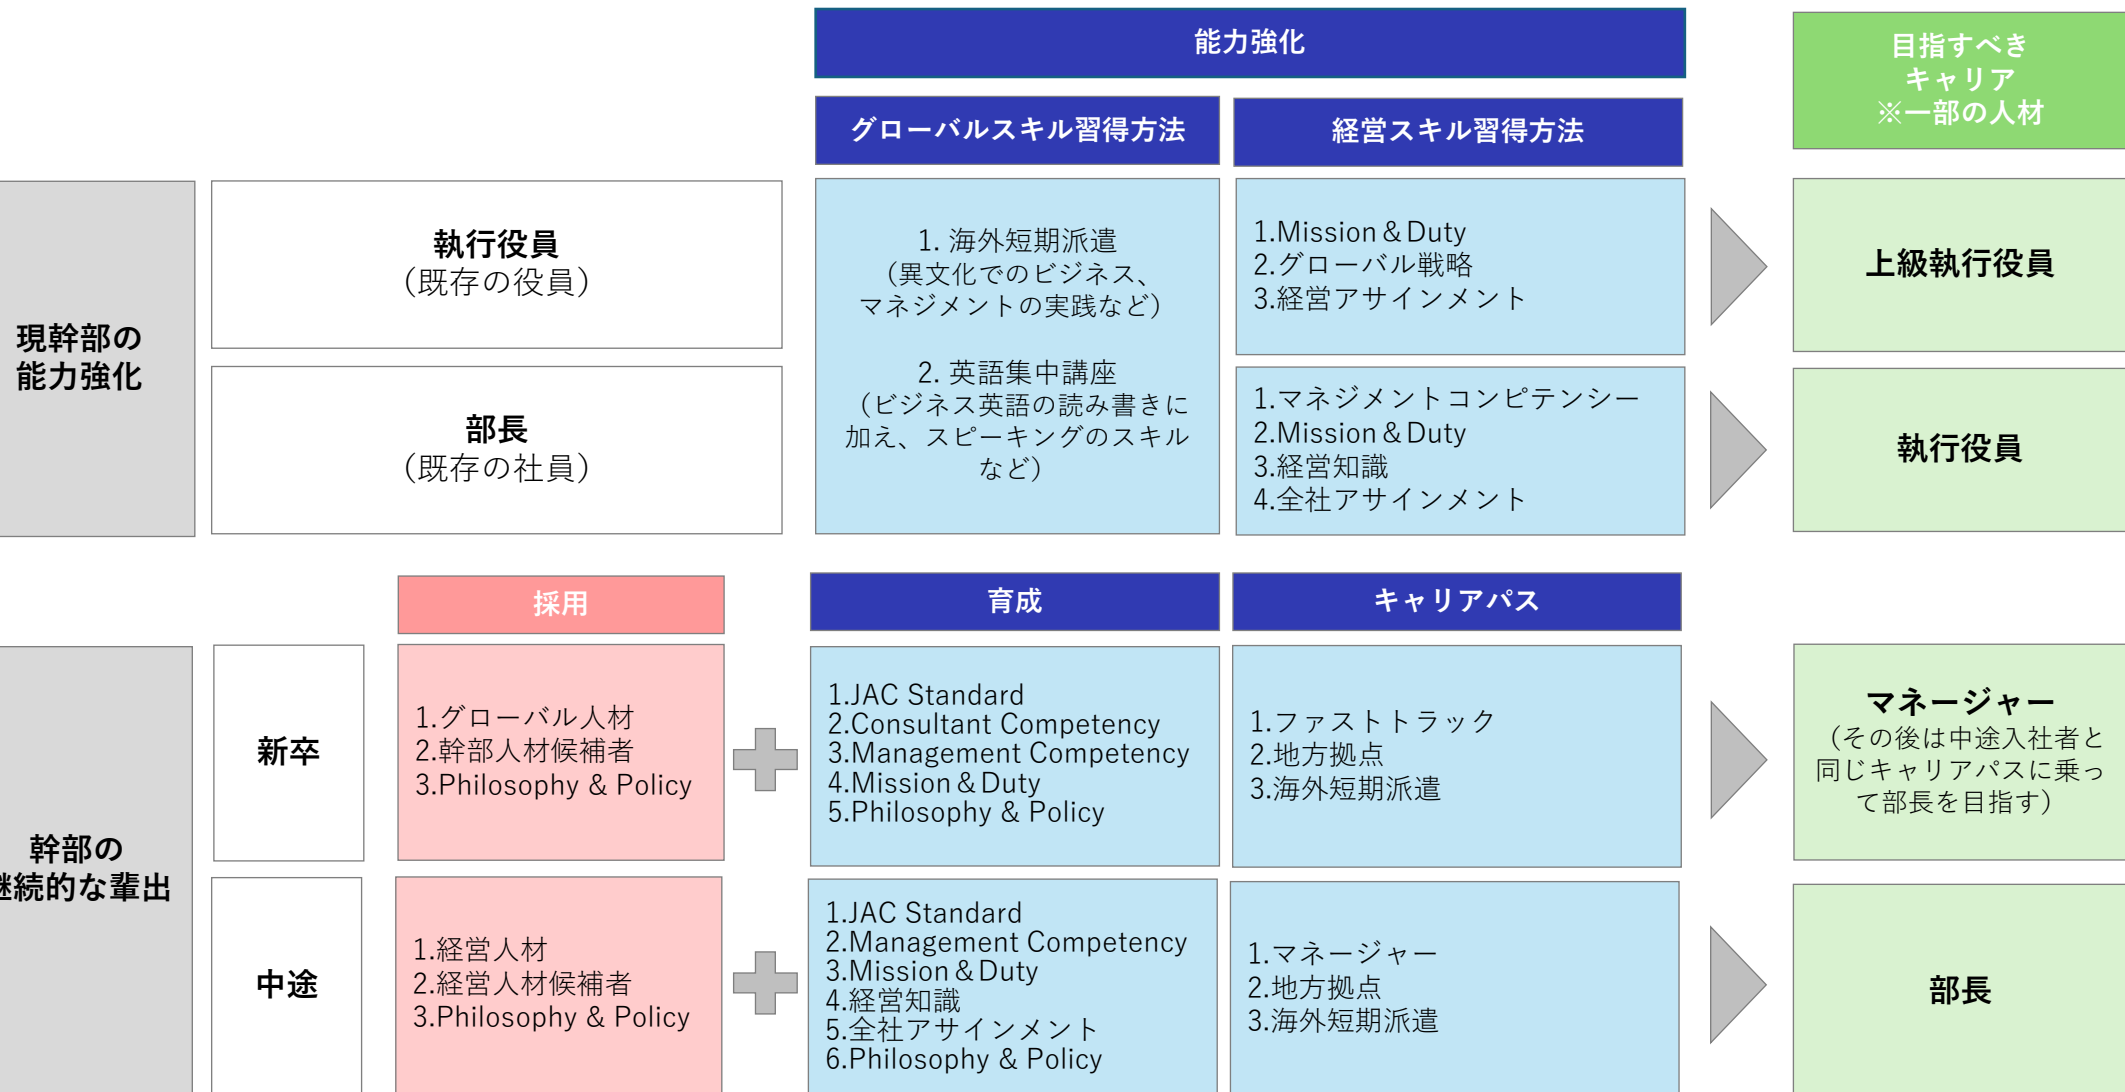 能力強化
目指すべき
キャリア
※一部の人材
グローバルスキル習得方法
経営スキル習得方法
現幹部の
能力強化
執行役員
（既存の役員）
1. 海外短期派遣
（異文化でのビジネス、
マネジメントの実践など）
2. 英語集中講座
（ビジネス英語の読み書きに
加え、スピーキングのスキル
など）
1.Mission＆Duty
2.グローバル戦略
3.経営アサインメント
上級執行役員
部長
（既存の社員）
1.マネジメントコンピテンシー
2.Mission＆Duty
3.経営知識
4.全社アサインメント
執行役員
採用
育成
キャリアパス
幹部の
継続的な輩出
新卒
1.グローバル人材
2.幹部人材候補者
3.Philosophy & Policy
1.JAC Standard
2.Consultant Competency
3.Management Competency
4.Mission＆Duty
5.Philosophy & Policy
1.ファストトラック
2.地方拠点
3.海外短期派遣
マネージャー
（その後は中途入社者と
同じキャリアパスに乗っ
て部長を目指す）
中途
1.経営人材
2.経営人材候補者
3.Philosophy & Policy
1.JAC Standard
2.Management Competency
3.Mission＆Duty
4.経営知識
5.全社アサインメント
6.Philosophy & Policy
1.マネージャー
2.地方拠点
3.海外短期派遣
部長